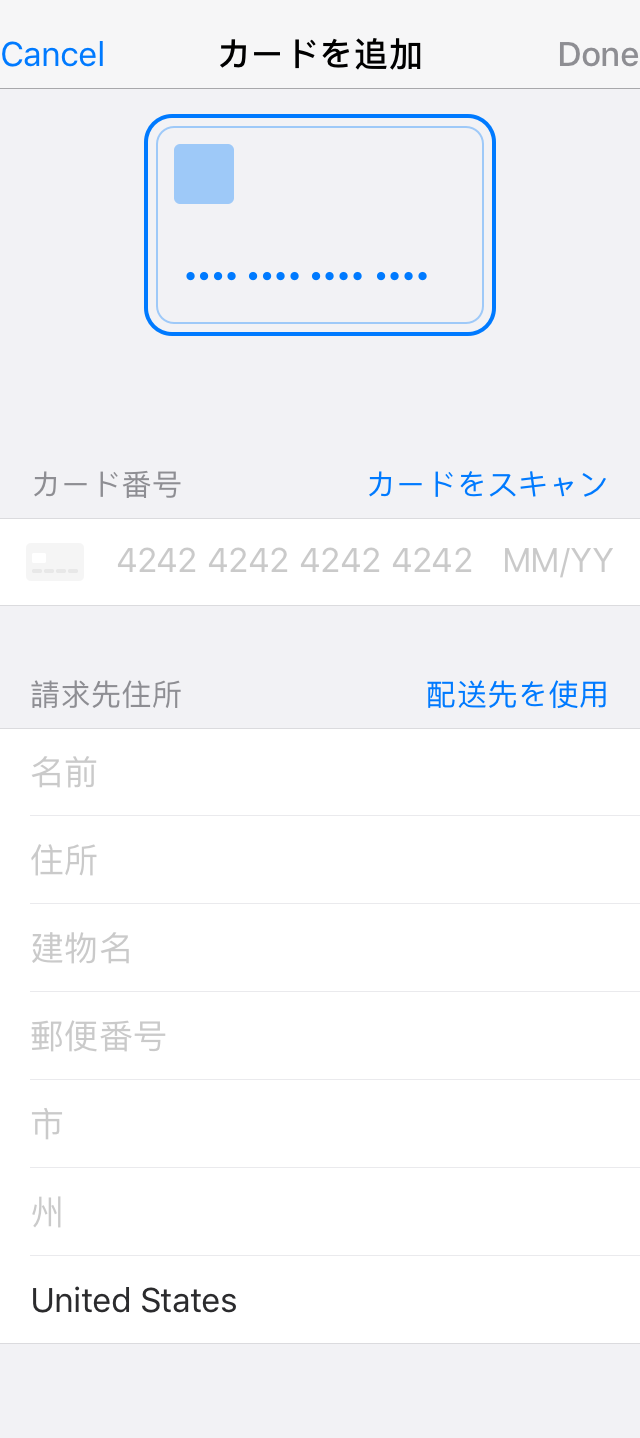 Cancel カードを追加 Done
•••• •••• •••• ••••
カード番号 カードをスキャン
4242 4242 4242 4242 MM/YY
請求先住所 配送先を使用
名前
住所
建物名
郵便番号
市
州
United States